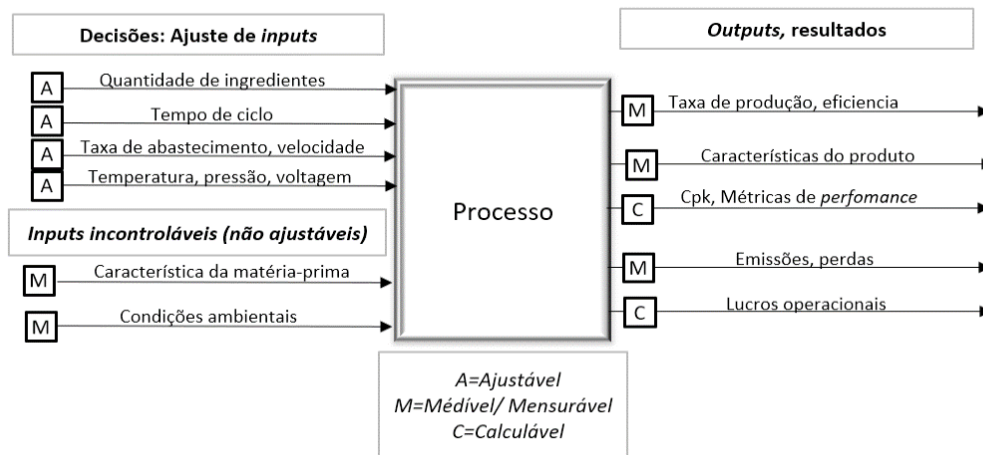 Decisões: Ajuste de inputs
A Quantidade de ingredientes
A Tempo de ciclo
A Taxa de abastecimento, velocidade
A Temperatura, pressão, voltagem
Inputs incontroláveis (não ajustáveis)
M Característica da matéria-prima
M Condições ambientais
Processo
Outputs, resultados
M Taxa de produção, eficiencia
M Características do produto
C Cpk, Métricas de perfomance
M Emissões, perdas
C Lucros operacionais
A=Ajustável
M=Médível/ Mensurável
C=Calculável